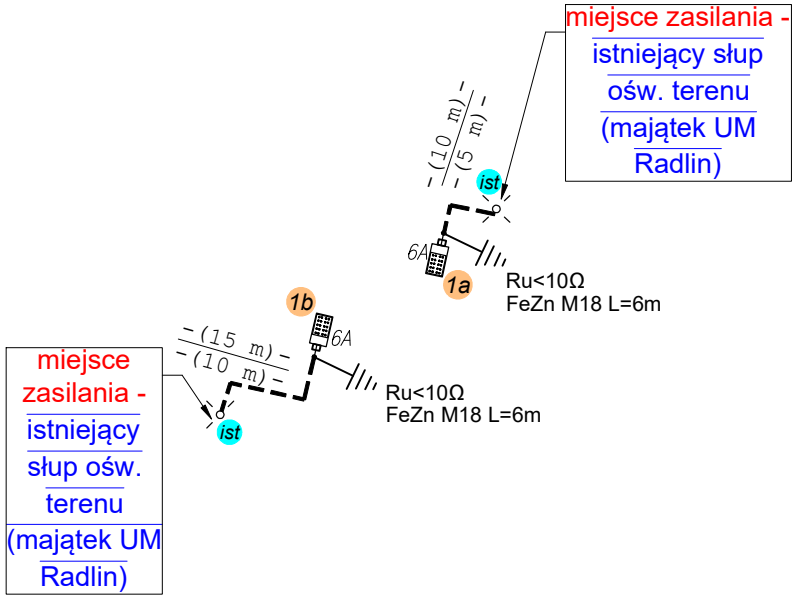 miejsce zasilania -
istniejący słup
ośw. terenu
(majątek UM
Radlin)
-(10 m)-
-(5 m)-
ist
6A
1a
Ru<10Ω
FeZn M18 L=6m
1b
6A
-(15 m)-
-(10 m)-
Ru<10Ω
FeZn M18 L=6m
ist
miejsce
zasilania -
istniejący
słup ośw.
terenu
(majątek UM
Radlin)